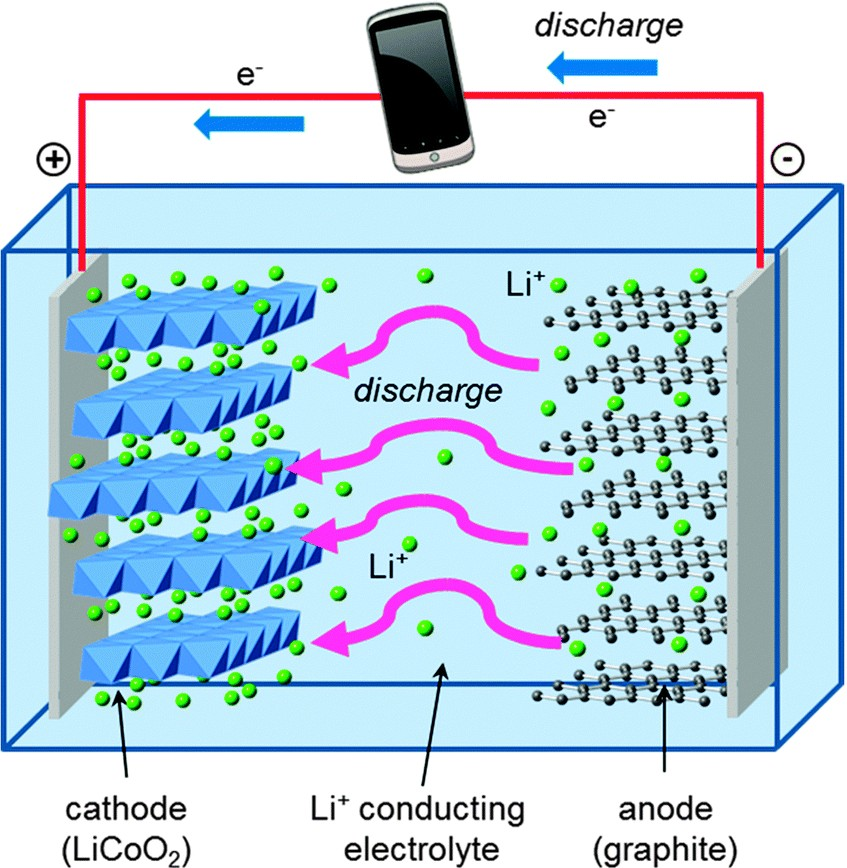 discharge
e⁻
e⁻
+
-
Li⁺
discharge
Li⁺
cathode
(LiCoO₂)
Li⁺ conducting
electrolyte
anode
(graphite)